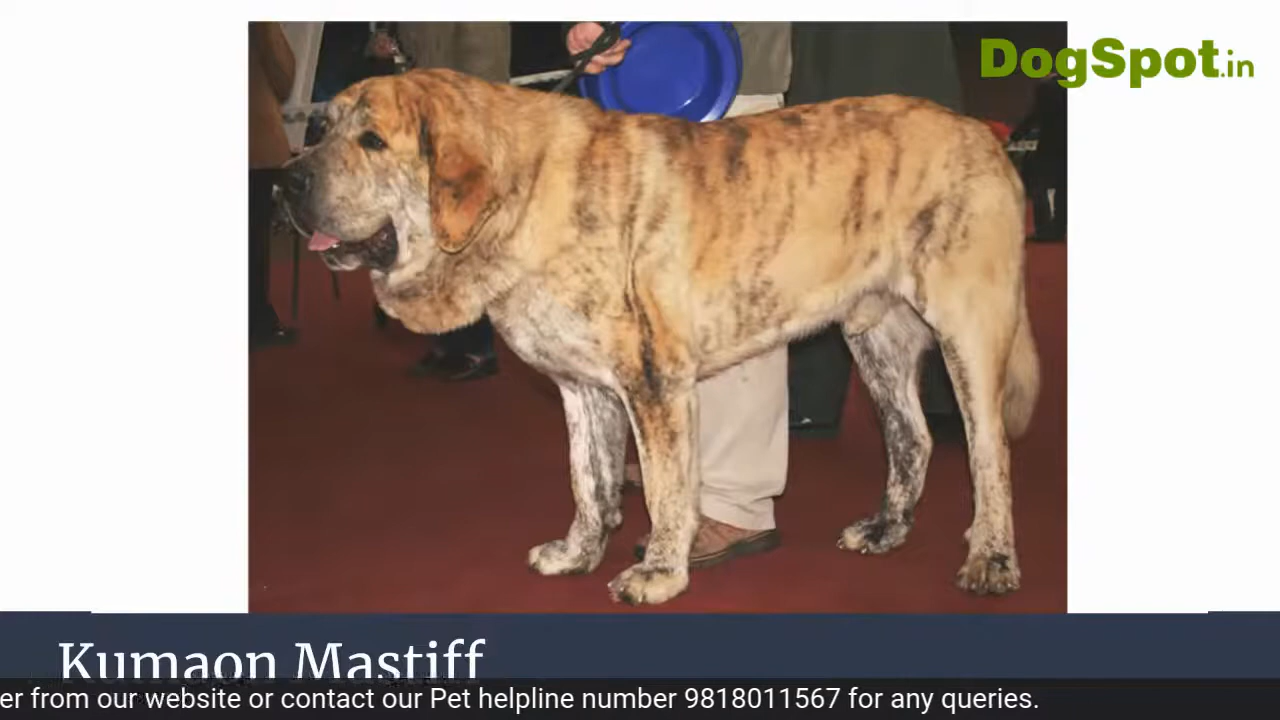 DogSpot.in
Kumaon Mastiff
er from our website or contact our Pet helpline number 9818011567 for any queries.